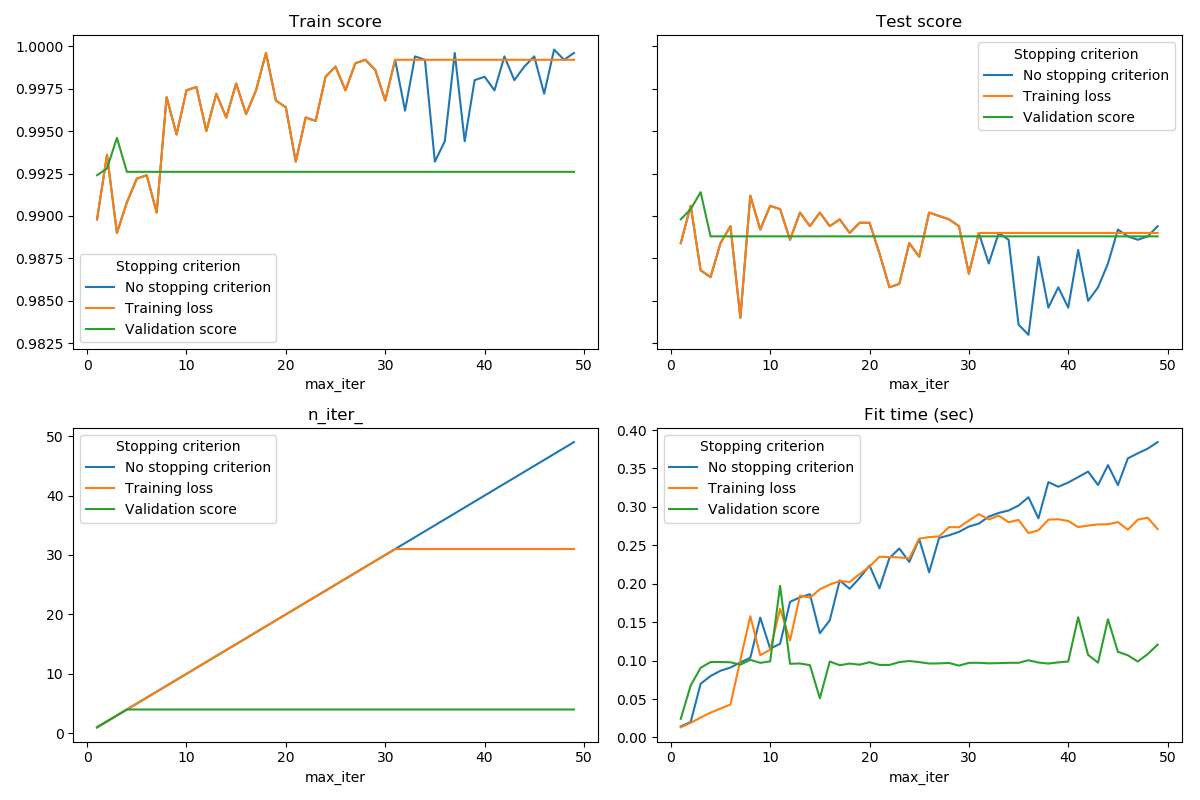 Train score
1.0000
0.9975
0.9950
0.9925
0.9900
0.9875
0.9850
0.9825
Stopping criterion
No stopping criterion
Training loss
Validation score
0 10 20 30 40 50
max_iter
Test score
Stopping criterion
No stopping criterion
Training loss
Validation score
0 10 20 30 40 50
max_iter
n_iter_
50
40
30
20
10
0
Stopping criterion
No stopping criterion
Training loss
Validation score
0 10 20 30 40 50
max_iter
Fit time (sec)
0.40
0.35
0.30
0.25
0.20
0.15
0.10
0.05
0.00
Stopping criterion
No stopping criterion
Training loss
Validation score
0 10 20 30 40 50
max_iter